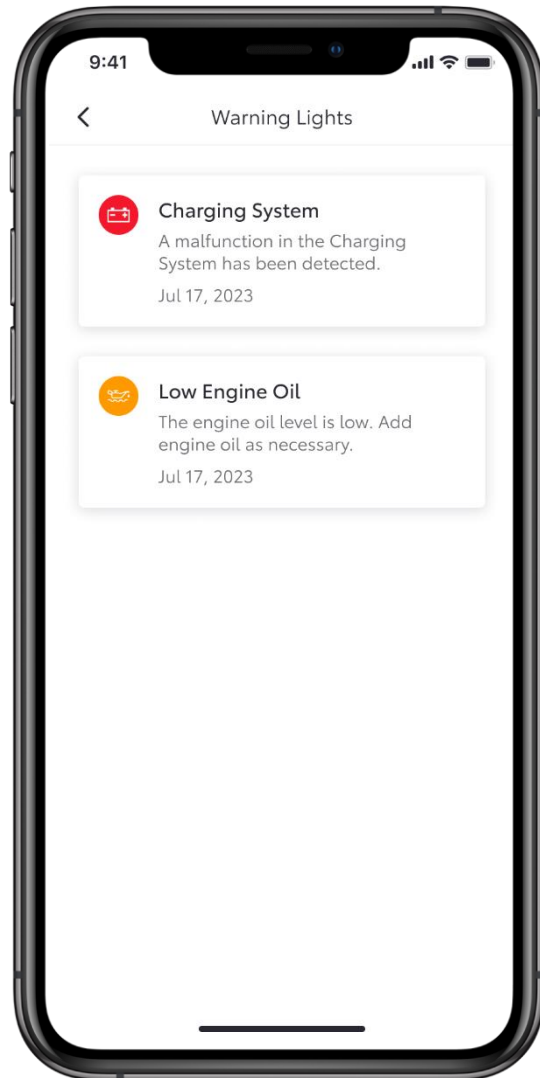 9:41
Warning Lights
Charging System
A malfunction in the Charging
System has been detected.
Jul 17, 2023
Low Engine Oil
The engine oil level is low. Add
engine oil as necessary.
Jul 17, 2023